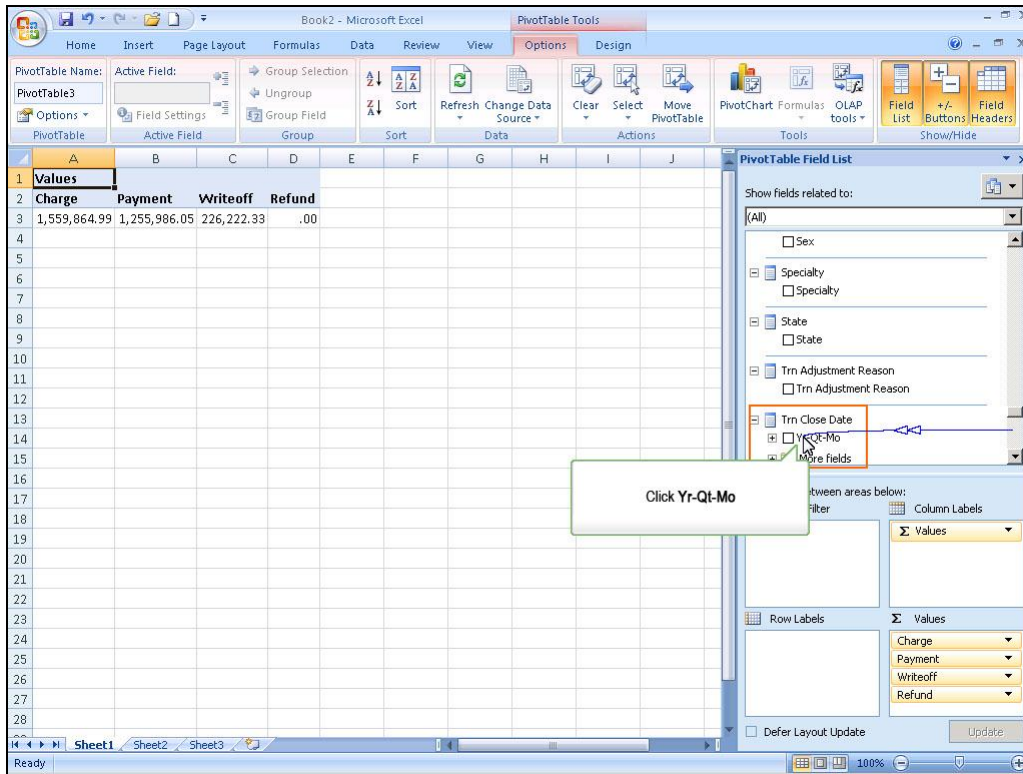 Book2 - Microsoft Excel
PivotTable Tools
Home Insert Page Layout Formulas Data Review View Options Design
PivotTable Name:
PivotTable3
Options
PivotTable
Active Field:
Field Settings
Active Field
Group Selection
Ungroup
Group Field
Group
Sort
Sort
Refresh
Change Data Source
Data
Clear
Select
Move PivotTable
Actions
PivotChart
Formulas
OLAP tools
Tools
Field List
+/- Buttons
Field Headers
Show/Hide
A B C D E F G H I J
1 Values
2 Charge Payment Writeoff Refund
3 1,559,864.99 1,255,986.05 226,222.33 .00
4
5
6
7
8
9
10
11
12
13
14
15
16
17
18
19
20
21
22
23
24
25
26
27
28
PivotTable Field List
Show fields related to:
(All)
Sex
Specialty
Specialty
State
State
Trn Adjustment Reason
Trn Adjustment Reason
Trn Close Date
Yr-Qt-Mo
More fields
Click Yr-Qt-Mo
between areas below:
Filter
Column Labels
Σ Values
Row Labels
Σ Values
Charge
Payment
Writeoff
Refund
Defer Layout Update
Update
Sheet1 Sheet2 Sheet3
Ready
100%